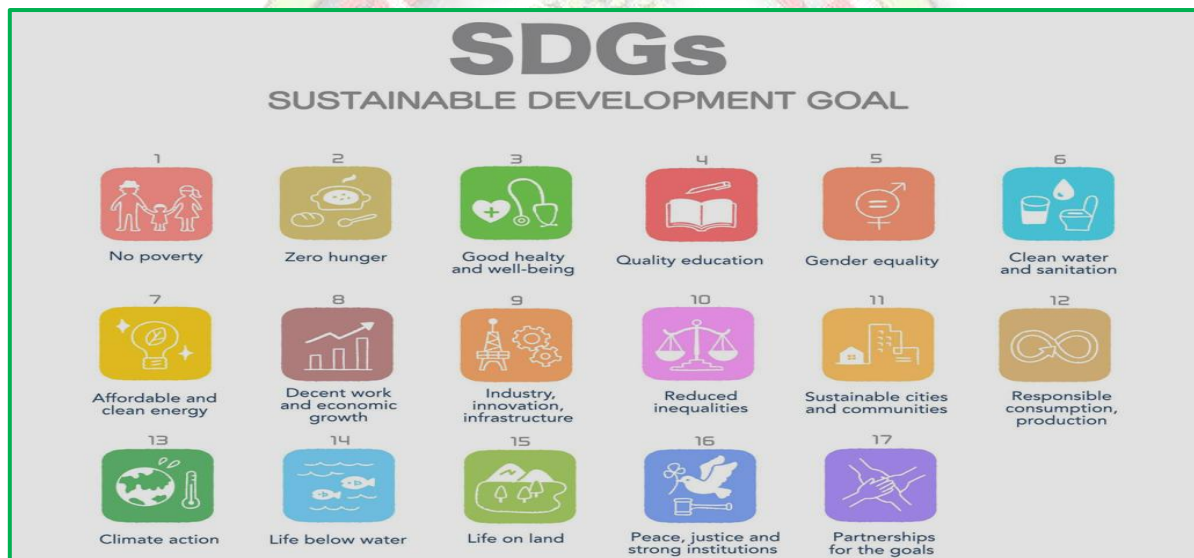 SDGs
SUSTAINABLE DEVELOPMENT GOAL
1
No poverty
2
Zero hunger
3
Good healty
and well-being
4
Quality education
5
Gender equality
6
Clean water
and sanitation
7
Affordable and
clean energy
8
Decent work
and economic
growth
9
Industry,
innovation,
infrastructure
10
Reduced
inequalities
11
Sustainable cities
and communities
12
Responsible
consumption,
production
13
Climate action
14
Life below water
15
Life on land
16
Peace, justice and
strong institutions
17
Partnerships
for the goals